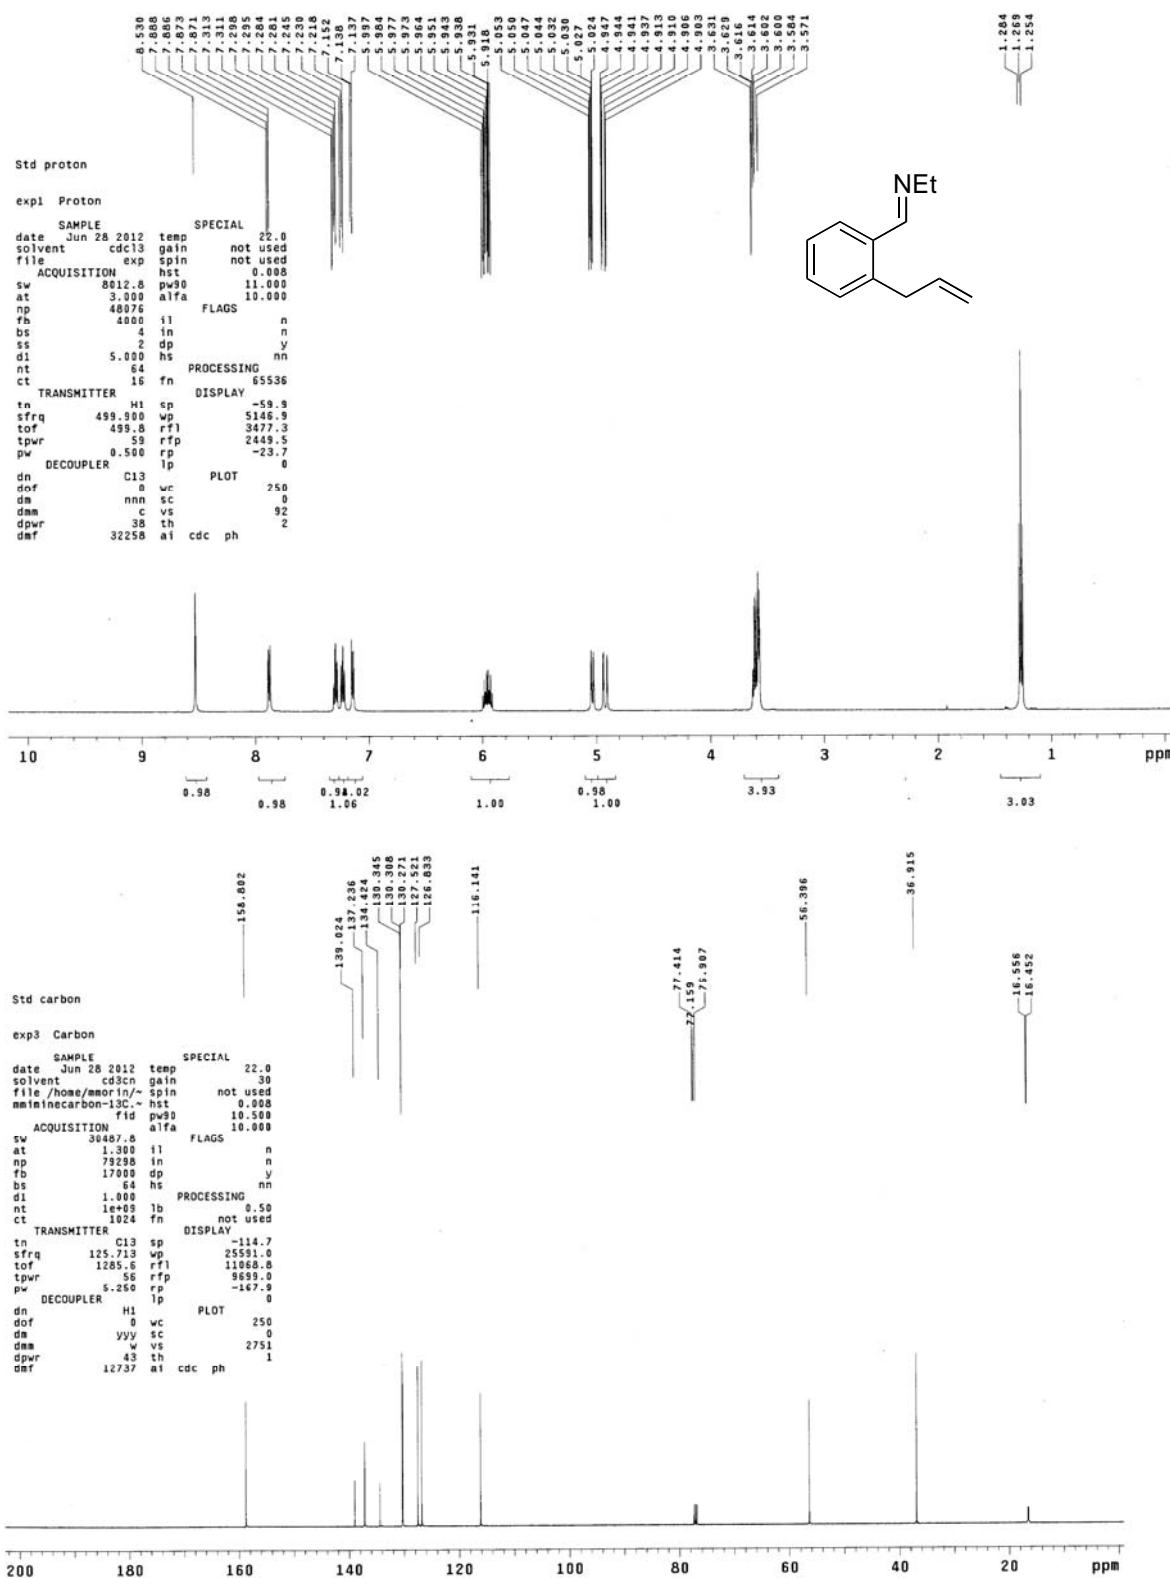 8.530
7.888
7.886
7.873
7.871
7.313
7.311
7.298
7.295
7.284
7.281
7.245
7.230
7.218
7.152
7.138
7.137
5.997
5.984
5.977
5.973
5.964
5.951
5.943
5.938
5.931
5.918
5.053
5.050
5.047
5.044
5.032
5.030
5.027
5.024
4.947
4.944
4.941
4.937
4.913
4.910
4.906
4.903
3.631
3.629
3.616
3.614
3.602
3.600
3.584
3.571
1.284
1.269
1.254
Std proton
exp1 Proton
SAMPLE SPECIAL
date Jun 28 2012 temp 22.0
solvent cdcl3 gain not used
file exp spin not used
ACQUISITION hst 0.008
sw 8012.8 pw90 11.000
at 3.000 alfa 10.000
np 48076 FLAGS
fb 4000 il n
bs 4 in n
ss 2 dp y
d1 5.000 hs nn
nt 64 PROCESSING
ct 16 fn 65536
TRANSMITTER DISPLAY
tn H1 sp -59.9
sfrq 499.900 wp 5146.9
tof 499.8 rfl 3477.3
tpwr 59 rfp 2449.5
pw 0.500 rp -23.7
DECOUPLER lp 0
dn C13 PLOT
dof 0 wc 250
dm nnn sc 0
dmm c vs 92
dpwr 38 th 2
dmf 32258 ai cdc ph
NEt
10 9 8 7 6 5 4 3 2 1 ppm
0.98 0.98 1.02 0.98 3.93 3.03
0.98 1.06 1.00 1.00
158.802
139.024
137.236
134.424
130.345
130.308
130.271
127.521
126.833
116.141
77.414
77.159
56.396
36.915
16.556
16.452
Std carbon
exp3 Carbon
SAMPLE SPECIAL
date Jun 28 2012 temp 22.0
solvent cd3cn gain 30
file /home/mmorin/~ spin not used
mmiminecarbon-13C.~ hst 0.008
fid pw90 10.500
ACQUISITION alfa 10.000
sw 30487.8 FLAGS
at 1.300 il n
np 79298 in n
fb 17000 dp y
bs 64 hs nn
d1 1.000 PROCESSING
nt 1e+09 lb 0.50
ct 1024 fn not used
TRANSMITTER DISPLAY
tn C13 sp -114.7
sfrq 125.713 wp 25591.0
tof 1285.6 rfl 11068.8
tpwr 56 rfp 9699.0
pw 5.250 rp -167.9
DECOUPLER lp 0
dn H1 PLOT
dof 0 wc 250
dm yyy sc 0
dmm w vs 2751
dpwr 43 th 1
dmf 12737 ai cdc ph
200 180 160 140 120 100 80 60 40 20 ppm